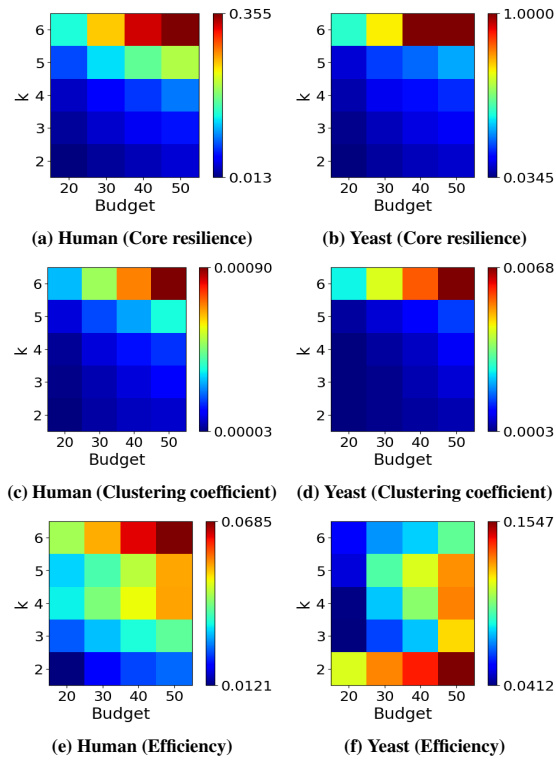 6
5
4
3
2
k
20 30 40 50
Budget
0.355
0.013
(a) Human (Core resilience)
6
5
4
3
2
k
20 30 40 50
Budget
1.0000
0.0345
(b) Yeast (Core resilience)
6
5
4
3
2
k
20 30 40 50
Budget
0.00090
0.00003
(c) Human (Clustering coefficient)
6
5
4
3
2
k
20 30 40 50
Budget
0.0068
0.0003
(d) Yeast (Clustering coefficient)
6
5
4
3
2
k
20 30 40 50
Budget
0.0685
0.0121
(e) Human (Efficiency)
6
5
4
3
2
k
20 30 40 50
Budget
0.1547
0.0412
(f) Yeast (Efficiency)